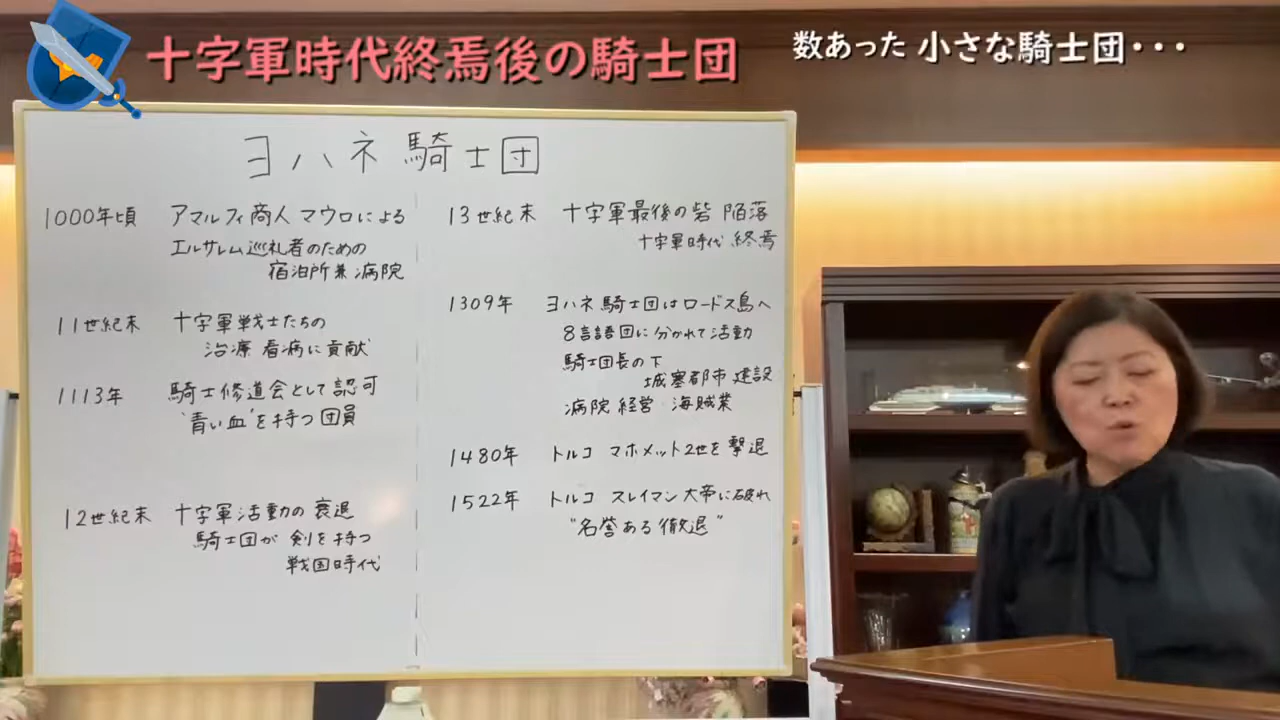 十字軍時代終焉後の騎士団
数あった 小さな騎士団・・・
ヨハネ騎士団
1000年頃 アマルフィ商人 マウロによる
エルサレム巡礼者のための
宿泊所兼病院
11世紀末 十字軍戦士たちの
治療 看病に貢献
1113年 騎士修道会として認可
"青い血"を持つ団員
12世紀末 十字軍活動の衰退
騎士団が 剣を持つ
戦国時代
13世紀末 十字軍最後の砦 陥落
十字軍時代 終焉
1309年 ヨハネ騎士団はロードス島へ
8言語団に分かれて活動
騎士団長の下
城塞都市 建設
病院 経営・海賊業
1480年 トルコ マホメット2世を撃退
1522年 トルコ スレイマン大帝に破れ
"名誉ある徹退"